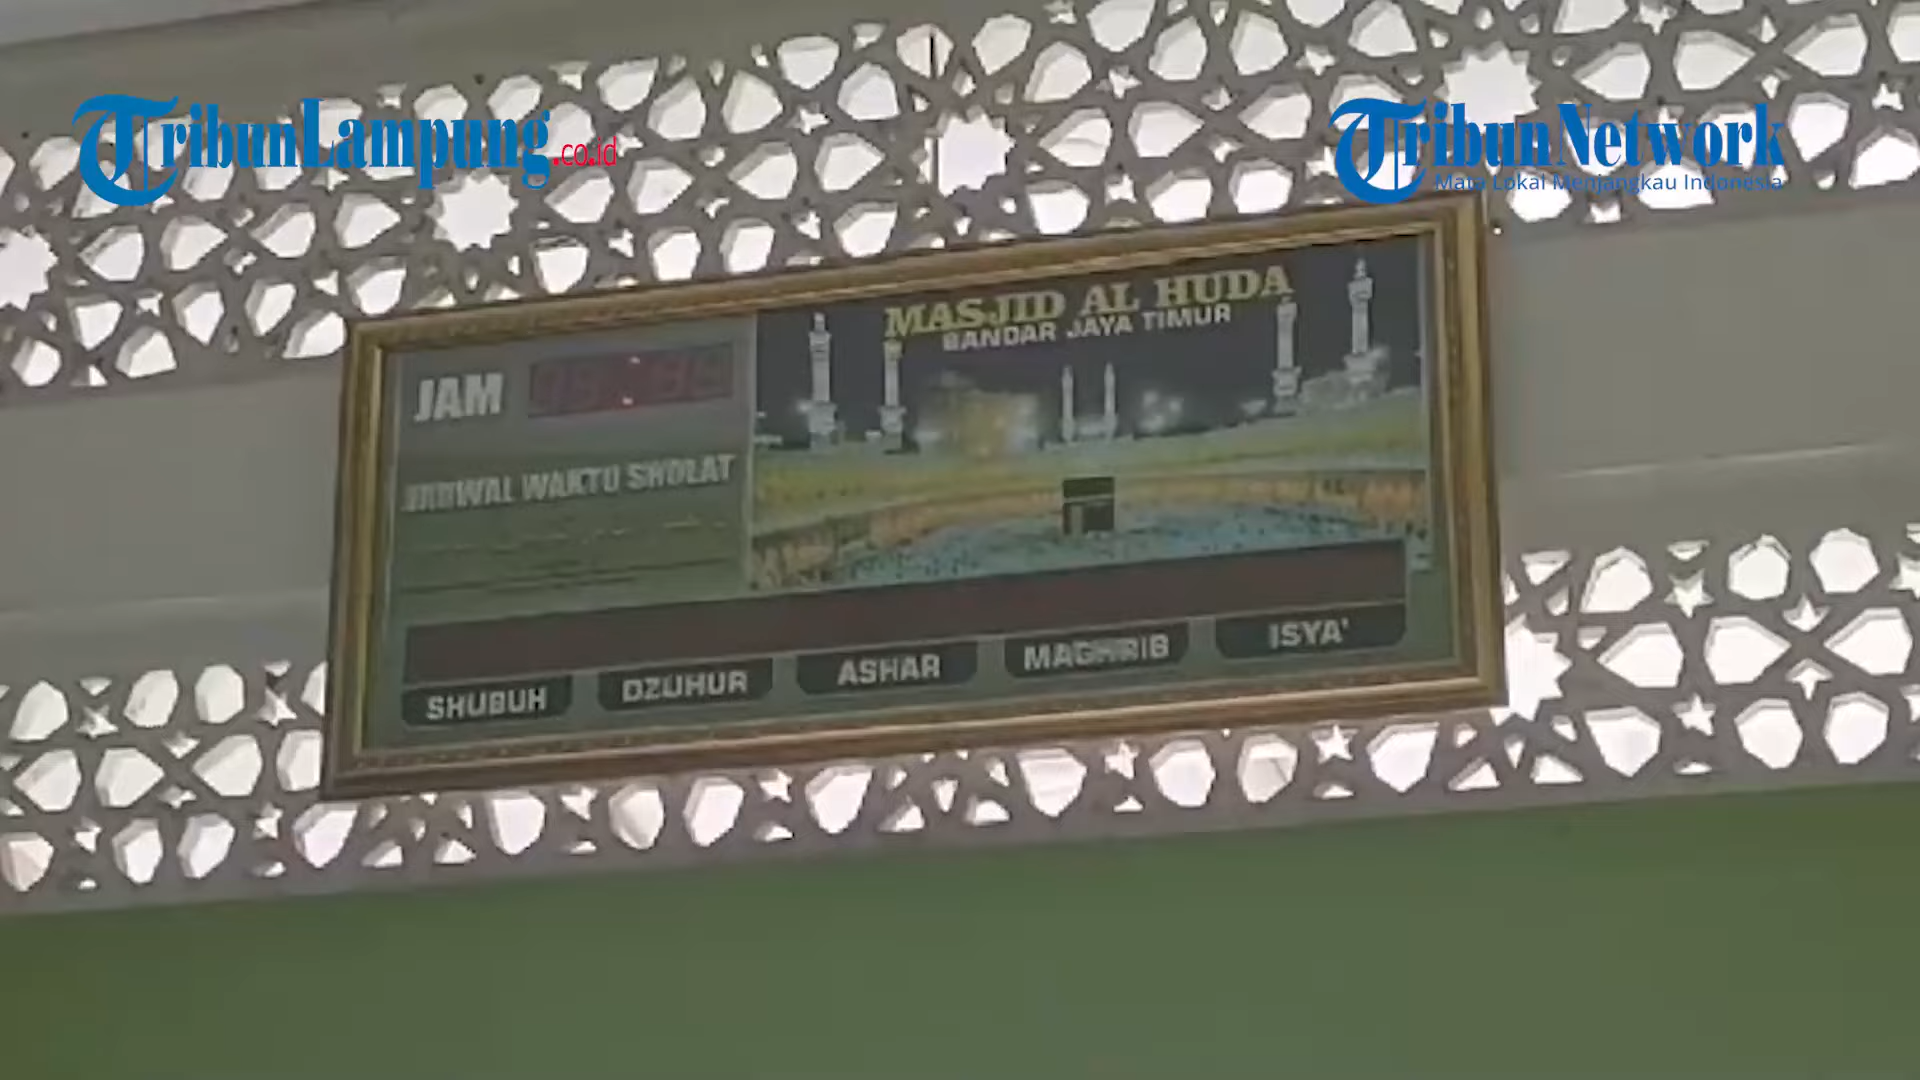 TribunLampung.co.id
TribunNetwork
Mata Lokal Menjangkau Indonesia
MASJID AL HUDA
BANDAR JAYA TIMUR
JAM
JADWAL WAKTU SHOLAT
SHUBUH DZUHUR ASHAR MAGHRIB ISYA'